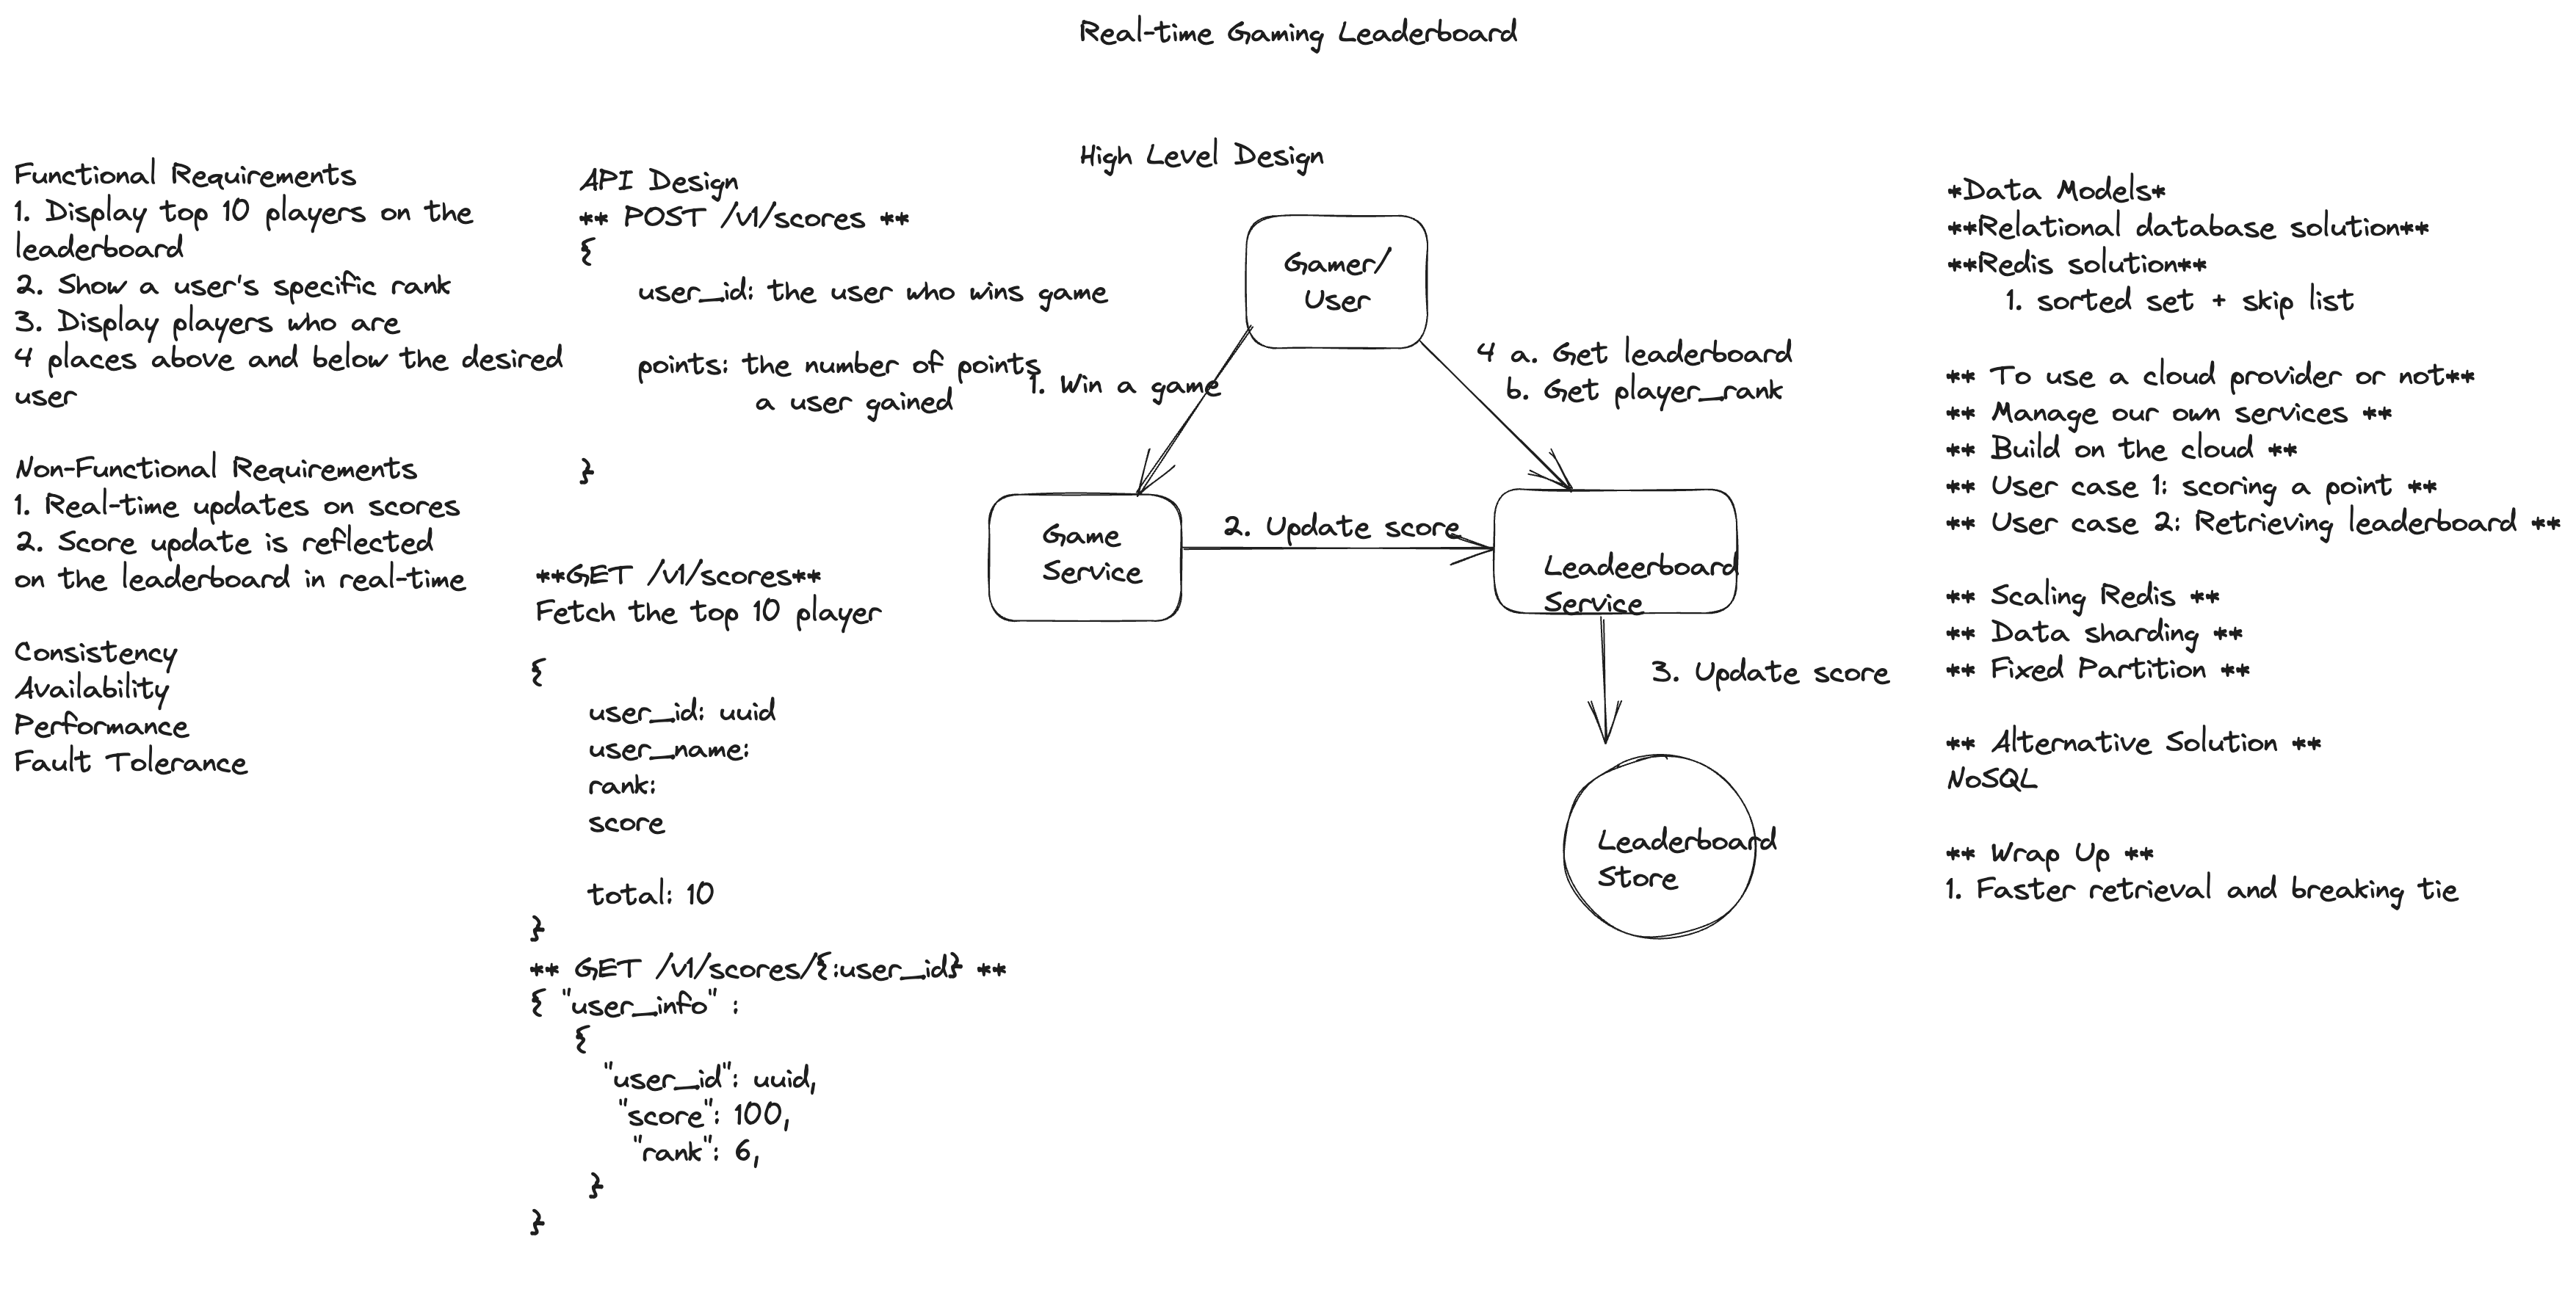 Real-time Gaming Leaderboard
Functional Requirements
1. Display top 10 players on the
leaderboard
2. Show a user's specific rank
3. Display players who are
4 places above and below the desired
user
Non-Functional Requirements
1. Real-time updates on scores
2. Score update is reflected
on the leaderboard in real-time
Consistency
Availability
Performance
Fault Tolerance
API Design
** POST /v1/scores **
{
user_id: the user who wins game
points: the number of points
a user gained
}
**GET /v1/scores**
Fetch the top 10 player
{
user_id: uuid
user_name:
rank:
score
total: 10
}
** GET /v1/scores/{:user_id} **
{ "user_info" :
{
"user_id": uuid,
"score": 100,
"rank": 6,
}
}
High Level Design
Gamer/
User
1. Win a game
4 a. Get leaderboard
b. Get player_rank
Game
Service
2. Update score
Leadeerboard
Service
3. Update score
Leaderboard
Store
*Data Models*
**Relational database solution**
**Redis solution**
1. sorted set + skip list
** To use a cloud provider or not**
** Manage our own services **
** Build on the cloud **
** User case 1: scoring a point **
** User case 2: Retrieving leaderboard **
** Scaling Redis **
** Data sharding **
** Fixed Partition **
** Alternative Solution **
NoSQL
** Wrap Up **
1. Faster retrieval and breaking tie